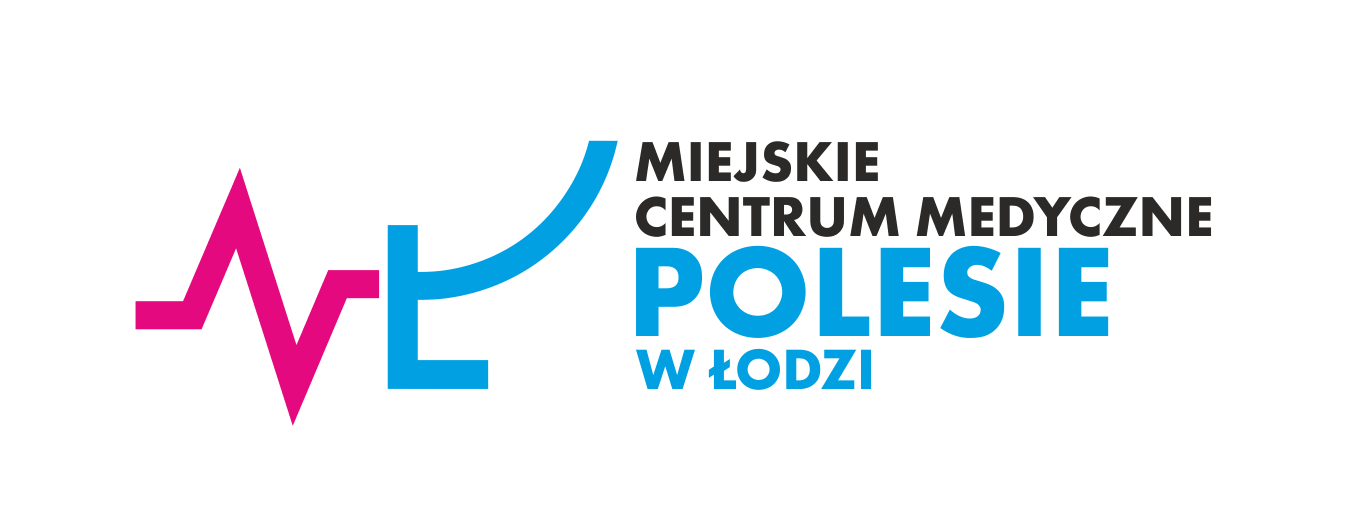 MIEJSKIE
CENTRUM MEDYCZNE
POLESIE
W ŁODZI